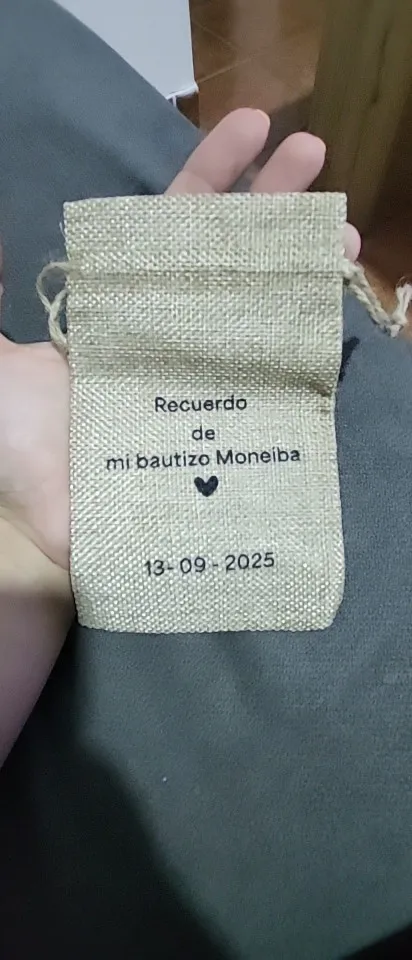 Recuerdo
de
mi bautizo Moneiba
🖤
13-09-2025